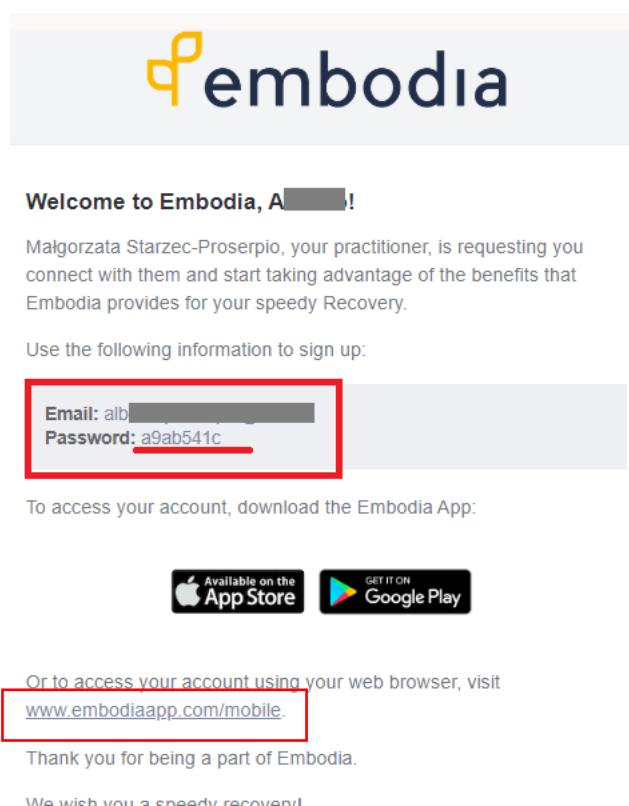 embodia
Welcome to Embodia, A !
Małgorzata Starzec-Proserpio, your practitioner, is requesting you
connect with them and start taking advantage of the benefits that
Embodia provides for your speedy Recovery.
Use the following information to sign up:
Email: alb
Password: a9ab541c
To access your account, download the Embodia App:
Available on the
App Store
GET IT ON
Google Play
Or to access your account using your web browser, visit
www.embodiaapp.com/mobile.
Thank you for being a part of Embodia.
We wish you a speedy recovery!